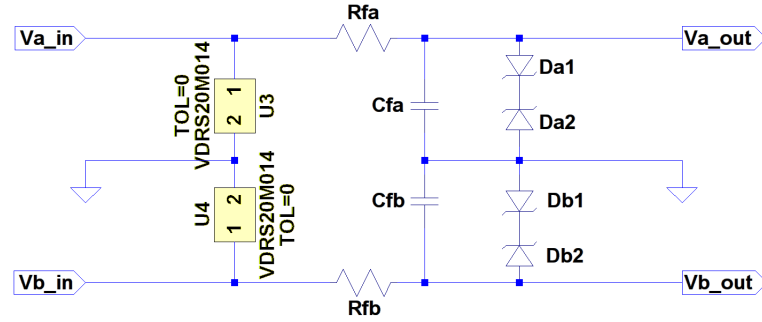 Rfa
Va_in
Va_out
TOL=0
VDRS20M014
1
2
U3
Da1
Cfa
Da2
U4
2
1
VDRS20M014
TOL=0
Cfb
Db1
Db2
Vb_in
Vb_out
Rfb